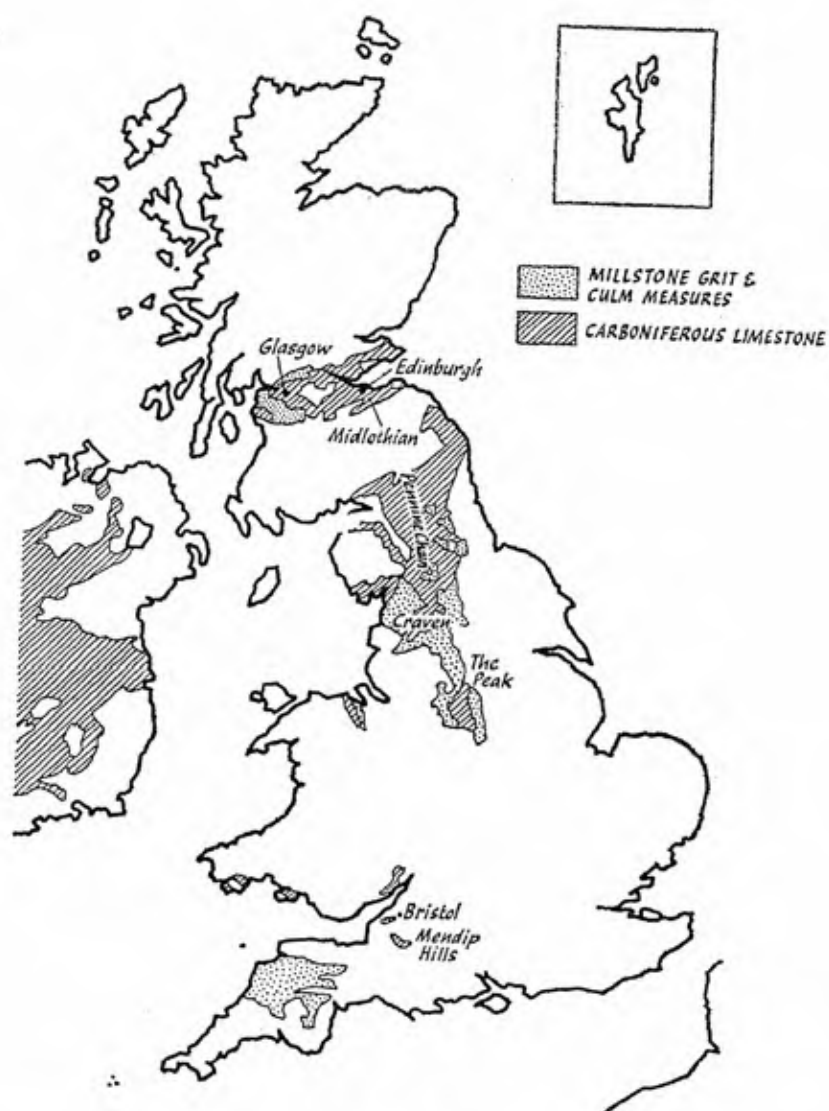 MILLSTONE GRIT &
CULM MEASURES
CARBONIFEROUS LIMESTONE
Glasgow
Edinburgh
Midlothian
Pennine Chain
Craven
The
Peak
Bristol
Mendip
Hills